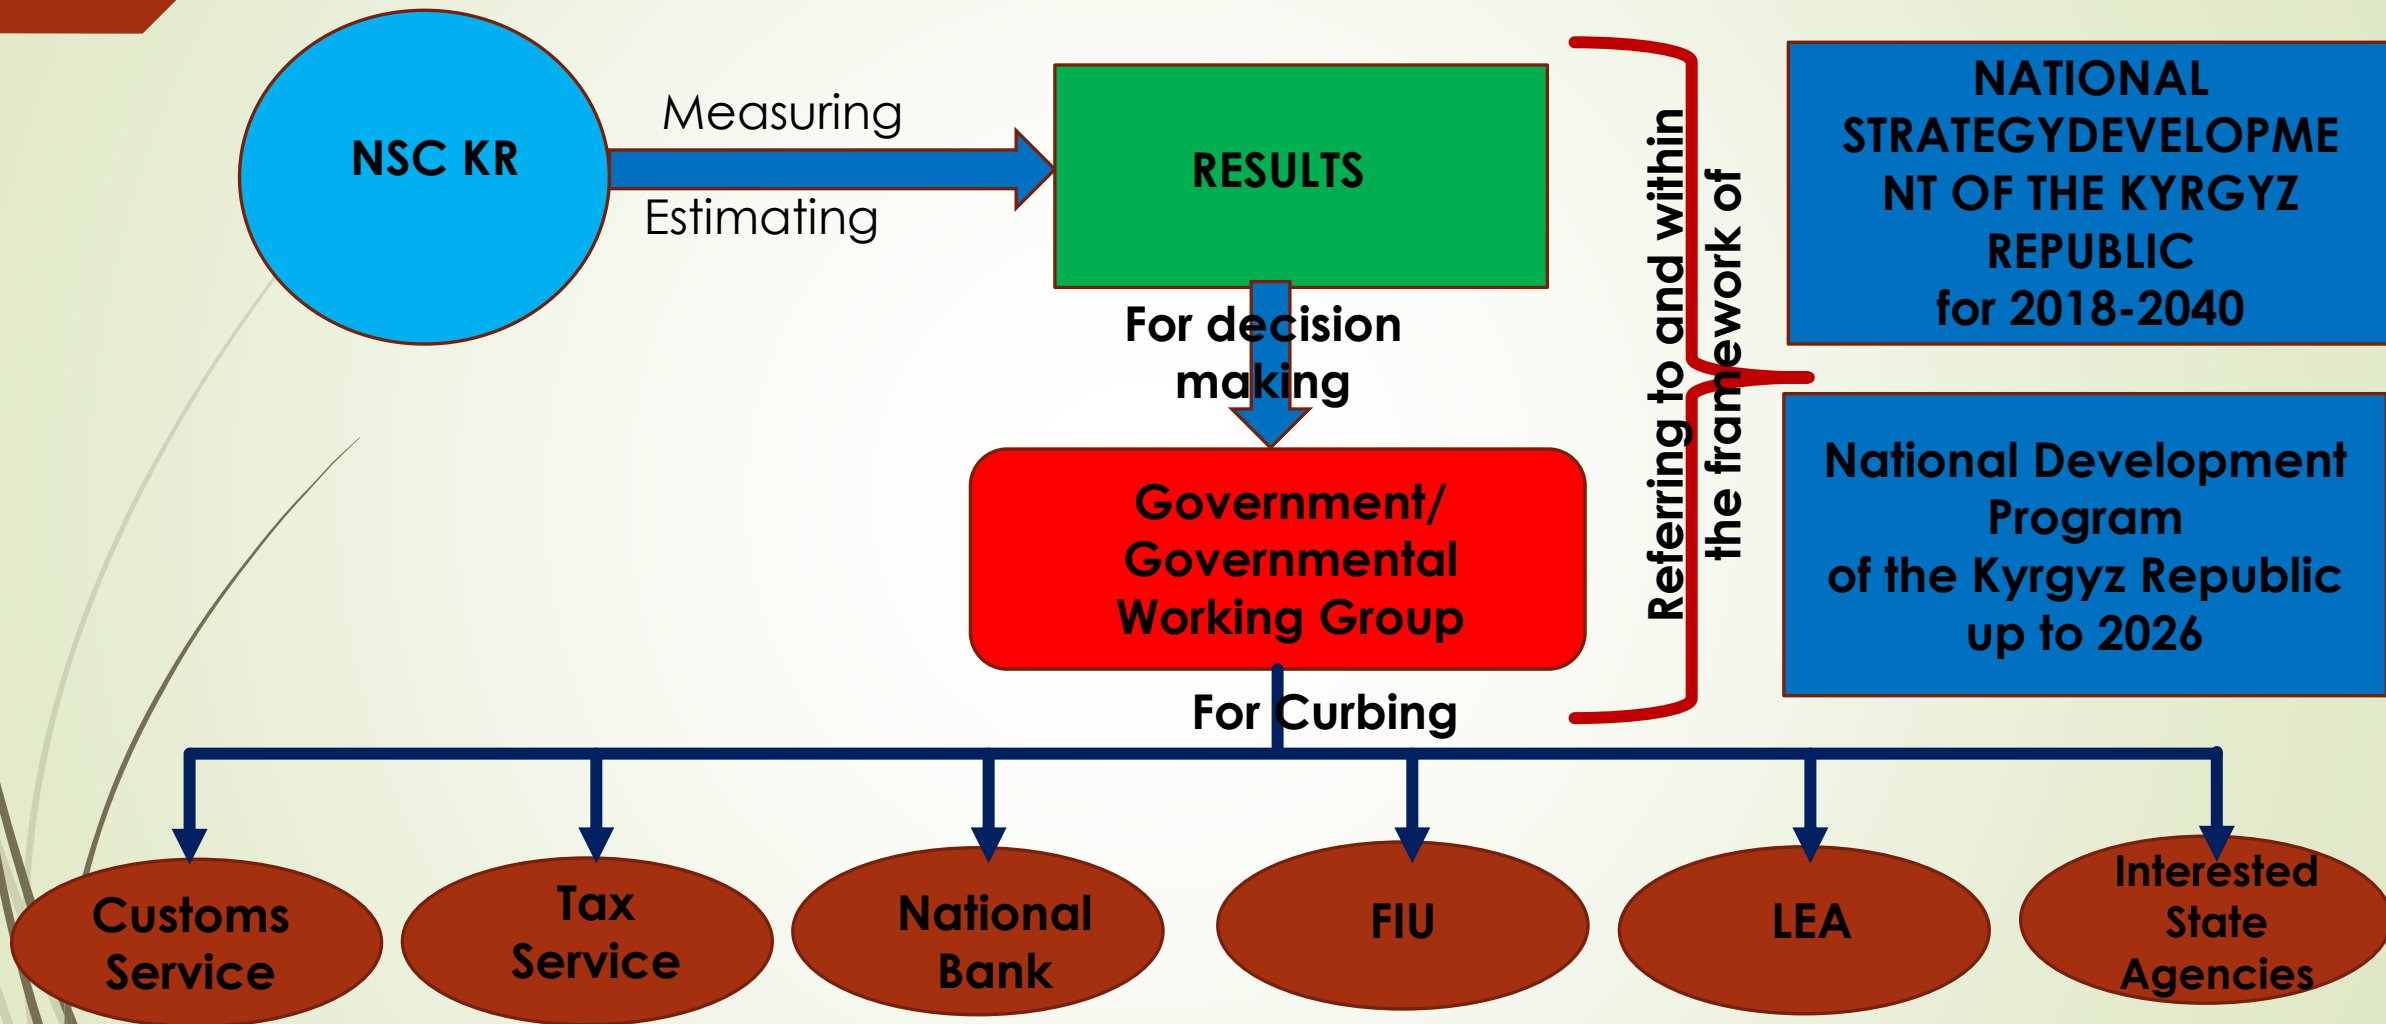 NSC KR
Measuring
Estimating
RESULTS
For decision
making
Government/
Governmental
Working Group
For Curbing
Referring to and within
the framework of
NATIONAL
STRATEGYDEVELOPME
NT OF THE KYRGYZ
REPUBLIC
for 2018-2040
National Development
Program
of the Kyrgyz Republic
up to 2026
Customs
Service
Tax
Service
National
Bank
FIU
LEA
Interested
State
Agencies